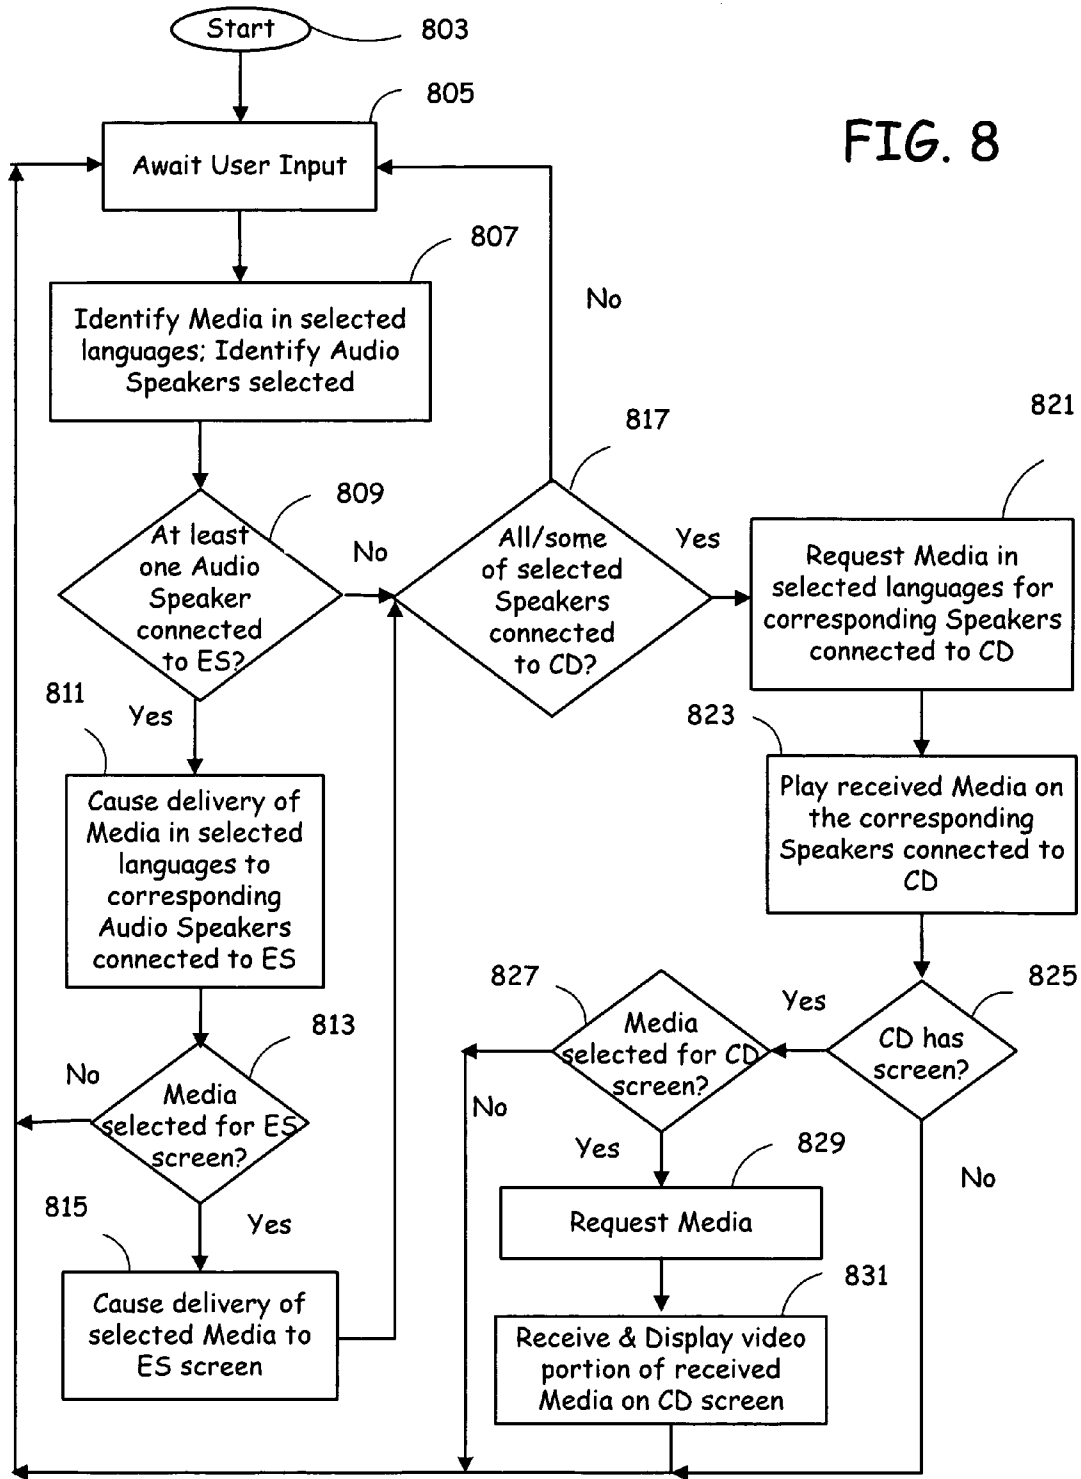 Start
803
805
FIG. 8
Await User Input
807
No
Identify Media in selected
languages; Identify Audio
Speakers selected
821
817
809
At least
one Audio
Speaker
connected
to ES?
No
All/some
of selected
Speakers
connected
to CD?
Yes
Request Media in
selected languages for
corresponding Speakers
connected to CD
811
Yes
823
Cause delivery of
Media in selected
languages to
corresponding
Audio Speakers
connected to ES
Play received Media on
the corresponding
Speakers connected to
CD
827
Yes
825
813
Media
selected for CD
screen?
CD has
screen?
No
Media
selected for ES
screen?
No
Yes
829
No
815
Yes
Request Media
831
Cause delivery of
selected Media to
ES screen
Receive & Display video
portion of received
Media on CD screen